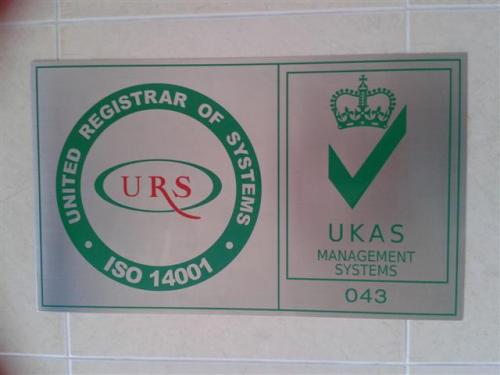 UNITED REGISTRAR OF SYSTEMS
URS
ISO 14001
UKAS
MANAGEMENT
SYSTEMS
043